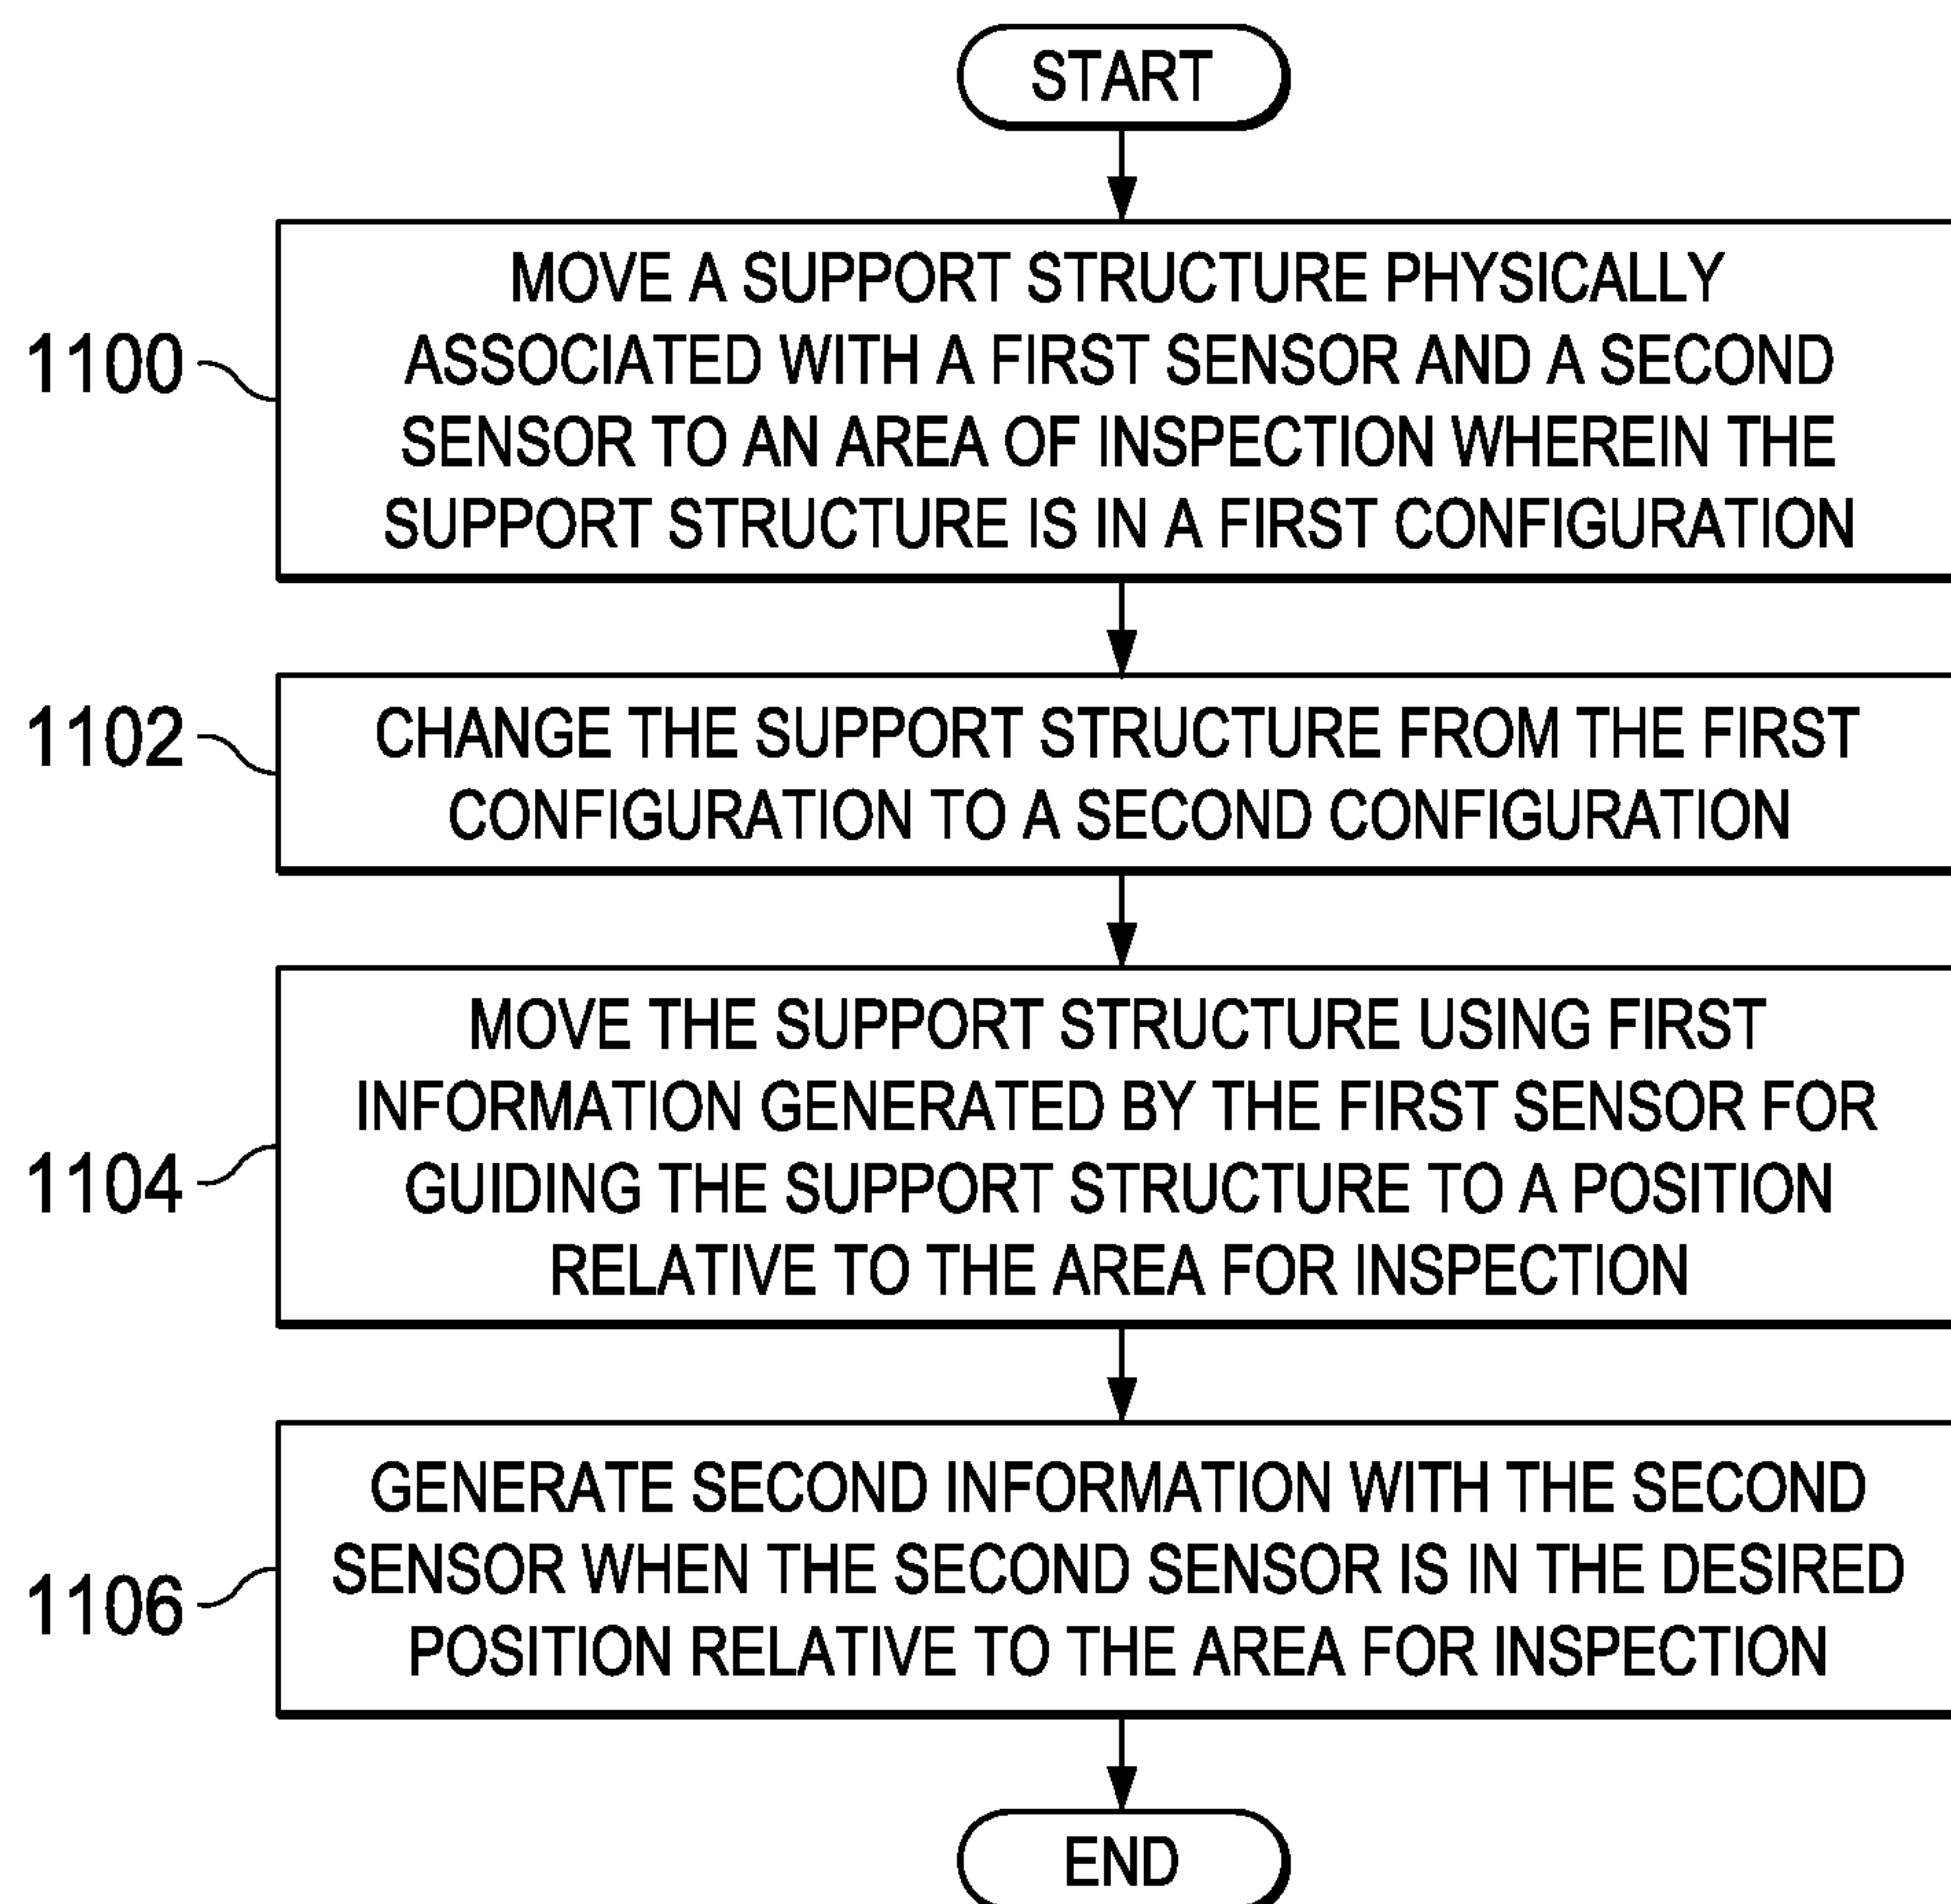 START
1100
MOVE A SUPPORT STRUCTURE PHYSICALLY
ASSOCIATED WITH A FIRST SENSOR AND A SECOND
SENSOR TO AN AREA OF INSPECTION WHEREIN THE
SUPPORT STRUCTURE IS IN A FIRST CONFIGURATION
1102
CHANGE THE SUPPORT STRUCTURE FROM THE FIRST
CONFIGURATION TO A SECOND CONFIGURATION
1104
MOVE THE SUPPORT STRUCTURE USING FIRST
INFORMATION GENERATED BY THE FIRST SENSOR FOR
GUIDING THE SUPPORT STRUCTURE TO A POSITION
RELATIVE TO THE AREA FOR INSPECTION
1106
GENERATE SECOND INFORMATION WITH THE SECOND
SENSOR WHEN THE SECOND SENSOR IS IN THE DESIRED
POSITION RELATIVE TO THE AREA FOR INSPECTION
END